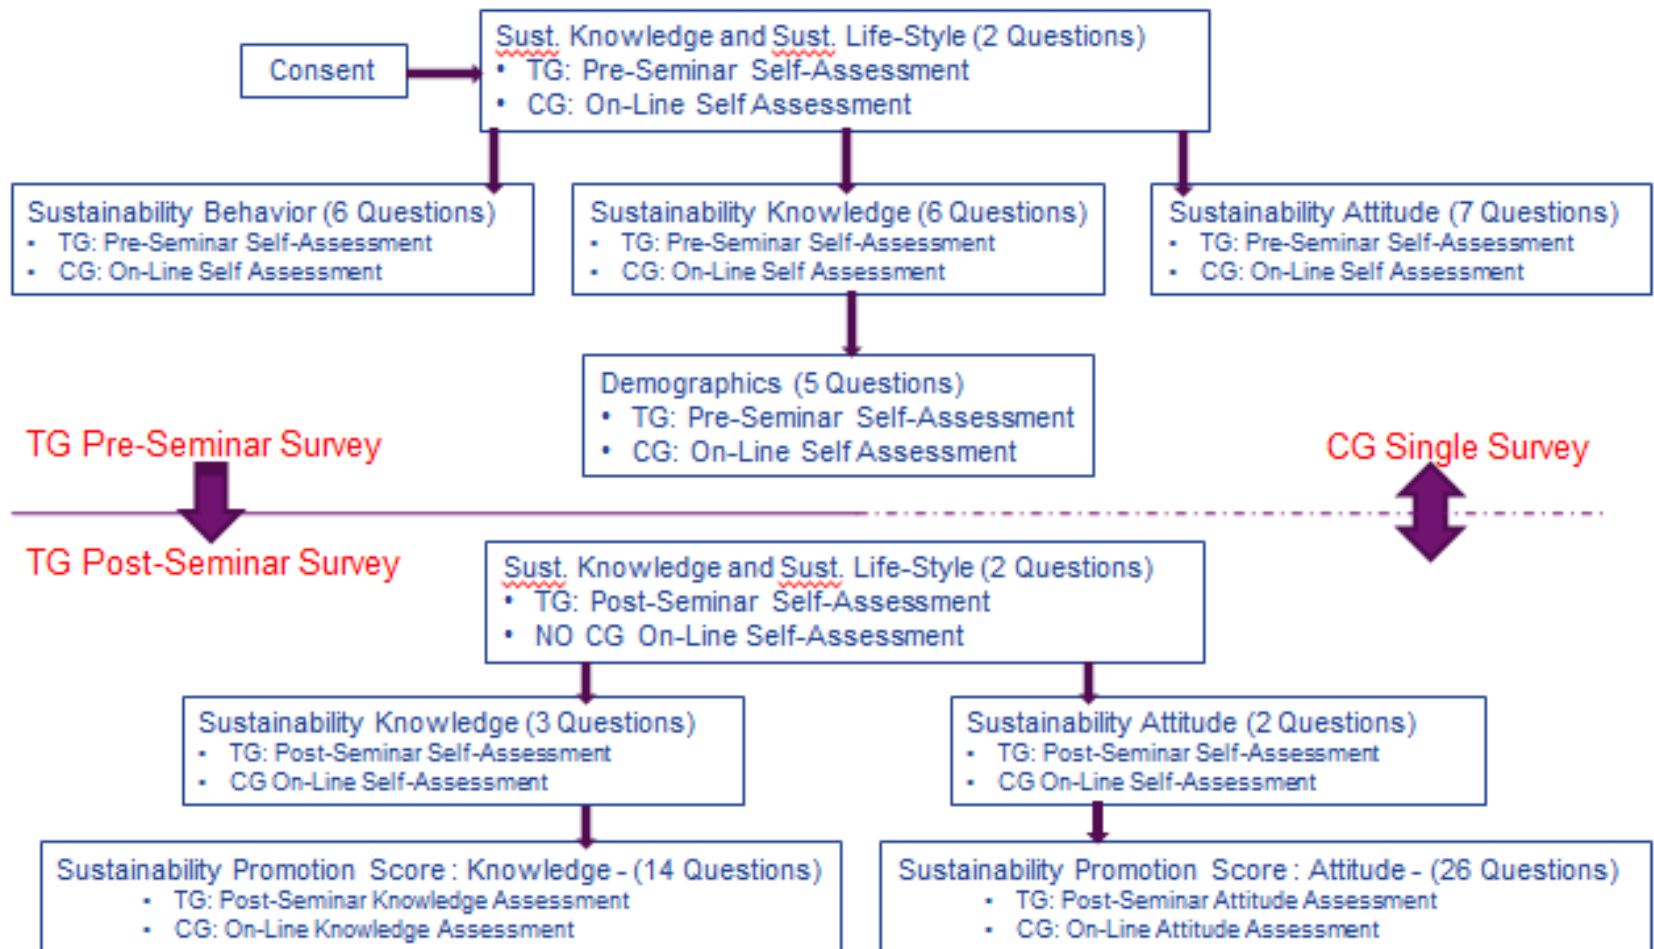 Consent
Sust. Knowledge and Sust. Life-Style (2 Questions)
• TG: Pre-Seminar Self-Assessment
• CG: On-Line Self Assessment
Sustainability Behavior (6 Questions)
▪ TG: Pre-Seminar Self-Assessment
▪ CG: On-Line Self Assessment
Sustainability Knowledge (6 Questions)
▪ TG: Pre-Seminar Self-Assessment
▪ CG: On-Line Self Assessment
Sustainability Attitude (7 Questions)
▪ TG: Pre-Seminar Self-Assessment
▪ CG: On-Line Self Assessment
Demographics (5 Questions)
• TG: Pre-Seminar Self-Assessment
• CG: On-Line Self Assessment
TG Pre-Seminar Survey
CG Single Survey
TG Post-Seminar Survey
Sust. Knowledge and Sust. Life-Style (2 Questions)
• TG: Post-Seminar Self-Assessment
• NO CG On-Line Self-Assessment
Sustainability Knowledge (3 Questions)
▪ TG: Post-Seminar Self-Assessment
▪ CG On-Line Self-Assessment
Sustainability Attitude (2 Questions)
▪ TG: Post-Seminar Self-Assessment
▪ CG On-Line Self-Assessment
Sustainability Promotion Score : Knowledge - (14 Questions)
▪ TG: Post-Seminar Knowledge Assessment
▪ CG: On-Line Knowledge Assessment
Sustainability Promotion Score : Attitude - (26 Questions)
▪ TG: Post-Seminar Attitude Assessment
▪ CG: On-Line Attitude Assessment